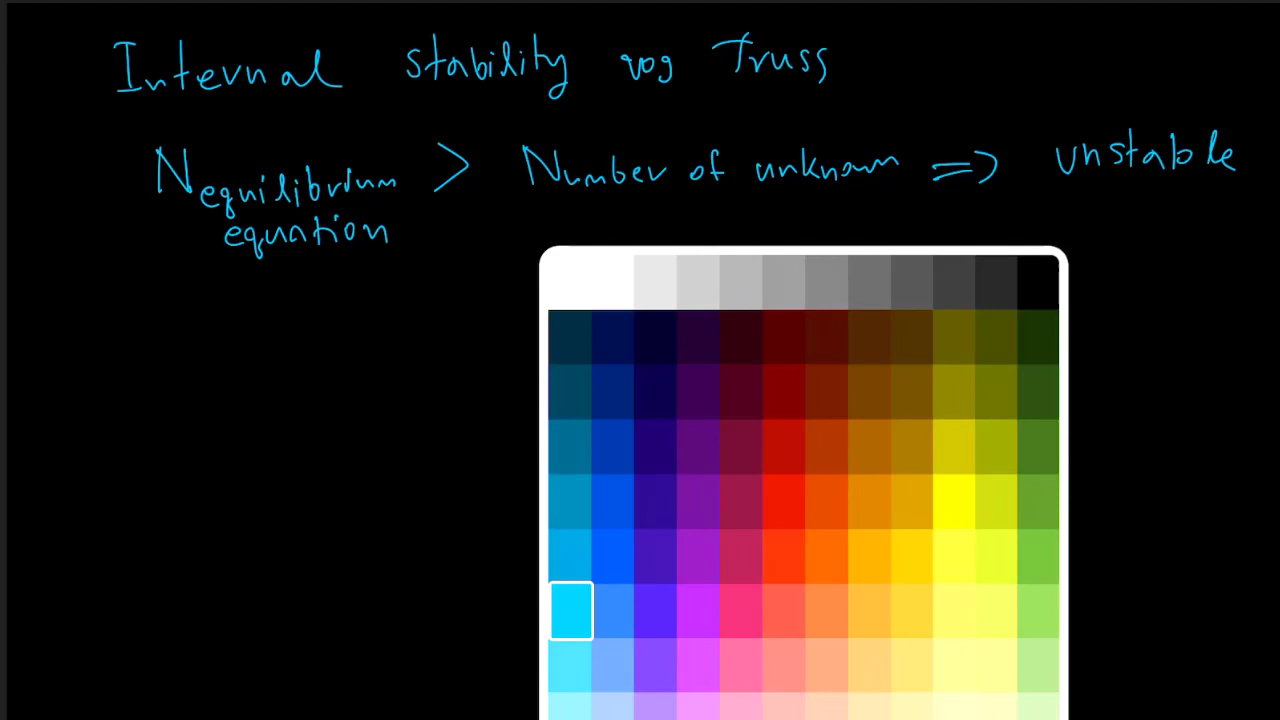 Internal stability Truss
N equilibrium > Number of unknown => unstable
equation